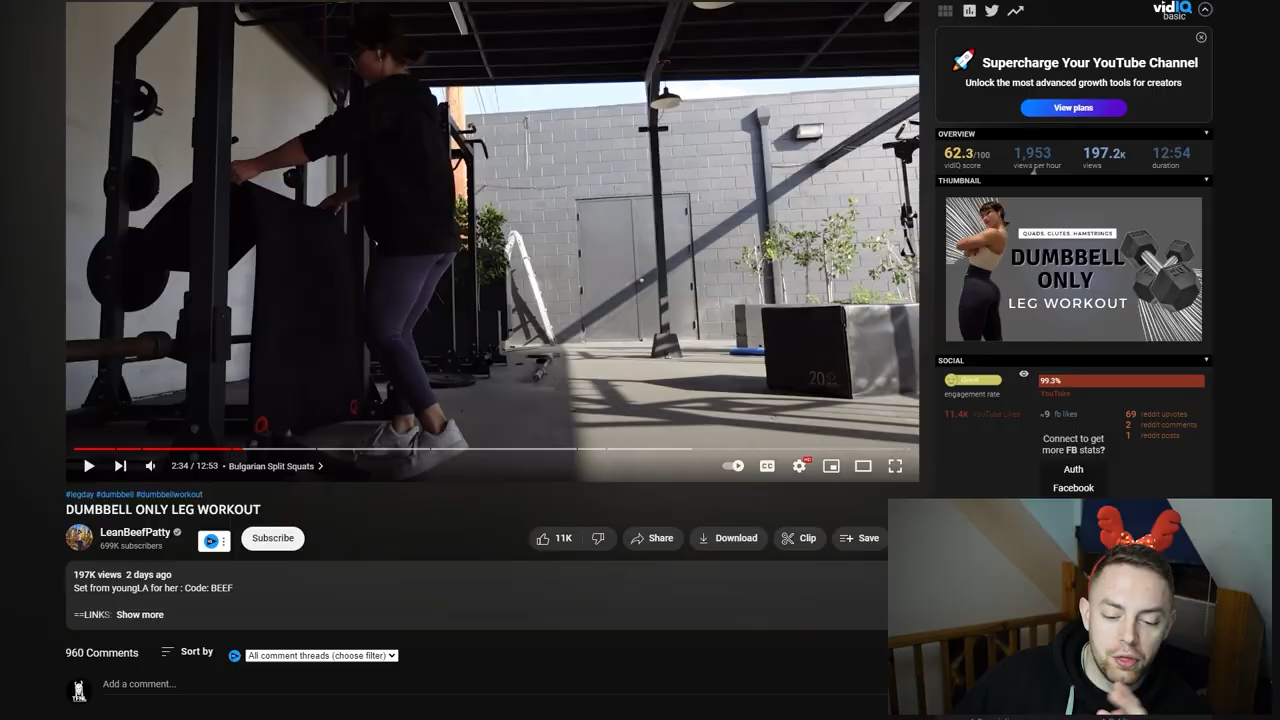 vidIQ
basic
Supercharge Your YouTube Channel
Unlock the most advanced growth tools for creators
View plans
OVERVIEW
62.3/100 1,953 197.2K 12:54
vidIQ score views per hour views duration
THUMBNAIL
QUADS, GLUTES, HAMSTRINGS
DUMBBELL
ONLY
LEG WORKOUT
SOCIAL
99.3%
engagement rate YouTube
11.4K YouTube Likes ~9 fb likes 69 reddit upvotes
2 reddit comments
1 reddit posts
Connect to get
more FB stats?
Auth
Facebook
20
2:34 / 12:53 • Bulgarian Split Squats
CC HD
#legday #dumbbell #dumbbellworkout
DUMBBELL ONLY LEG WORKOUT
LeanBeefPatty
699K subscribers
Subscribe
11K Share Download Clip Save
197K views 2 days ago
Set from youngLA for her : Code: BEEF
==LINKS: Show more
960 Comments Sort by All comment threads (choose filter)
Add a comment...